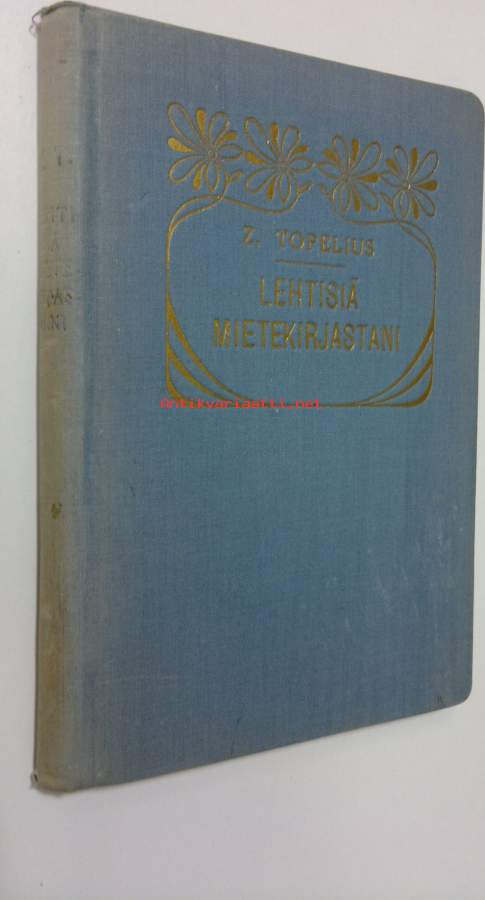 Z. TOPELIUS
LEHTISIÄ
MIETEKIRJASTANI
antikvariaatti.net